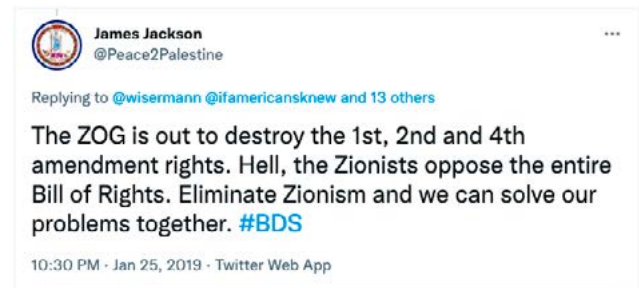 James Jackson
@Peace2Palestine
Replying to @wisermann @ifamericansknew and 13 others
The ZOG is out to destroy the 1st, 2nd and 4th
amendment rights. Hell, the Zionists oppose the entire
Bill of Rights. Eliminate Zionism and we can solve our
problems together. #BDS
10:30 PM · Jan 25, 2019 · Twitter Web App